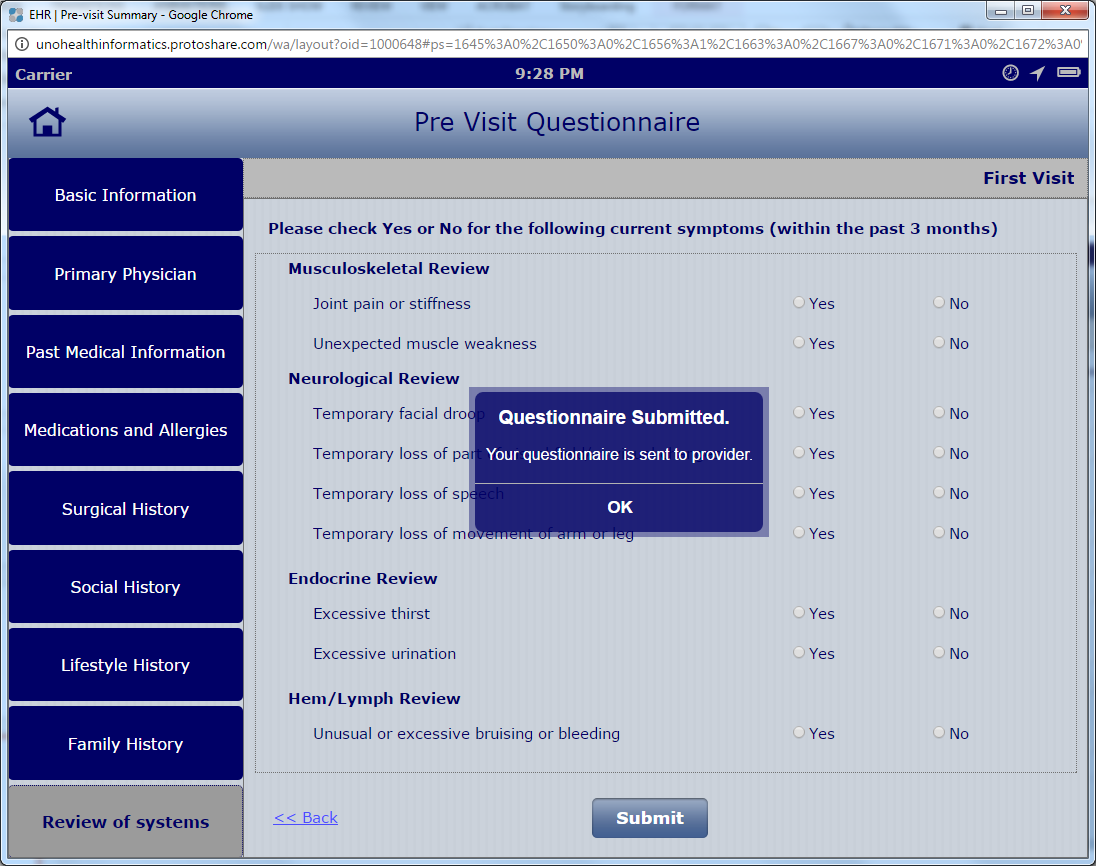 EHR | Pre-visit Summary - Google Chrome
unohealthinformatics.protoshare.com/wa/layout?oid=1000648#ps=1645%3A0%2C1650%3A0%2C1656%3A1%2C1663%3A0%2C1667%3A0%2C1671%3A0%2C1672%3A0%
Carrier 9:28 PM
Pre Visit Questionnaire
Basic Information
Primary Physician
Past Medical Information
Medications and Allergies
Surgical History
Social History
Lifestyle History
Family History
Review of systems
First Visit
Please check Yes or No for the following current symptoms (within the past 3 months)
Musculoskeletal Review
Joint pain or stiffness Yes No
Unexpected muscle weakness Yes No
Neurological Review
Temporary facial droop Yes No
Temporary loss of part Yes No
Temporary loss of speech Yes No
Temporary loss of movement of arm or leg Yes No
Endocrine Review
Excessive thirst Yes No
Excessive urination Yes No
Hem/Lymph Review
Unusual or excessive bruising or bleeding Yes No
Questionnaire Submitted.
Your questionnaire is sent to provider.
OK
<< Back
Submit